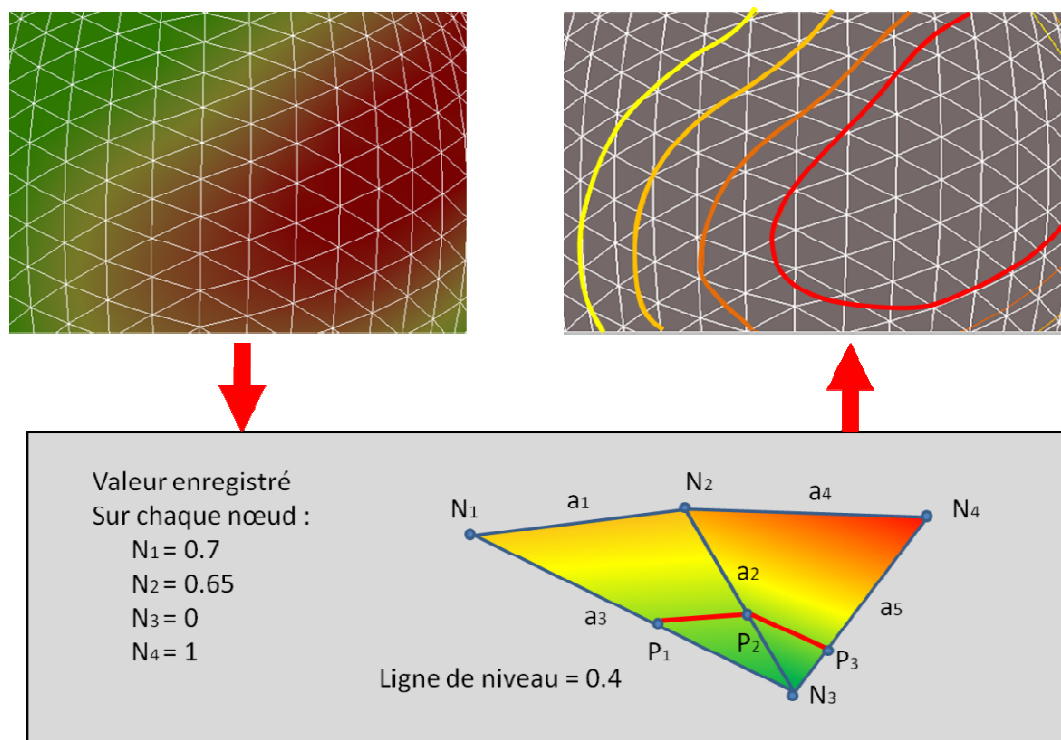 Valeur enregistré
Sur chaque nœud :
N1 = 0.7
N2 = 0.65
N3 = 0
N4 = 1
N1
a1
N2
a4
N4
a3
a2
a5
P1
P2
P3
N3
Ligne de niveau = 0.4